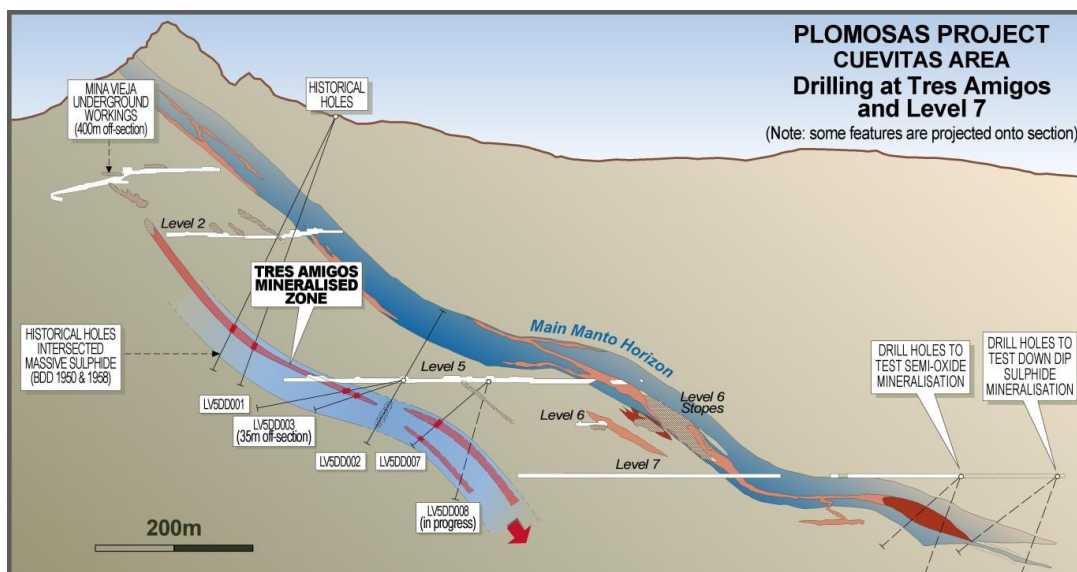 PLOMOSAS PROJECT
CUEVITAS AREA
Drilling at Tres Amigos
and Level 7
(Note: some features are projected onto section)
MINA VIEJA
UNDERGROUND
WORKINGS
(400m off-section)
HISTORICAL
HOLES
Level 2
TRES AMIGOS
MINERALISED
ZONE
HISTORICAL HOLES
INTERSECTED
MASSIVE SULPHIDE
(BDD 1950 & 1958)
Main Manto Horizon
DRILL HOLES TO
TEST SEMI-OXIDE
MINERALISATION
DRILL HOLES TO
TEST DOWN DIP
SULPHIDE
MINERALISATION
Level 5
LV5DD001
LV5DD003
(35m off-section)
LV5DD002
LV5DD007
Level 6
Stopes
Level 6
Level 7
LV5DD008
(in progress)
200m